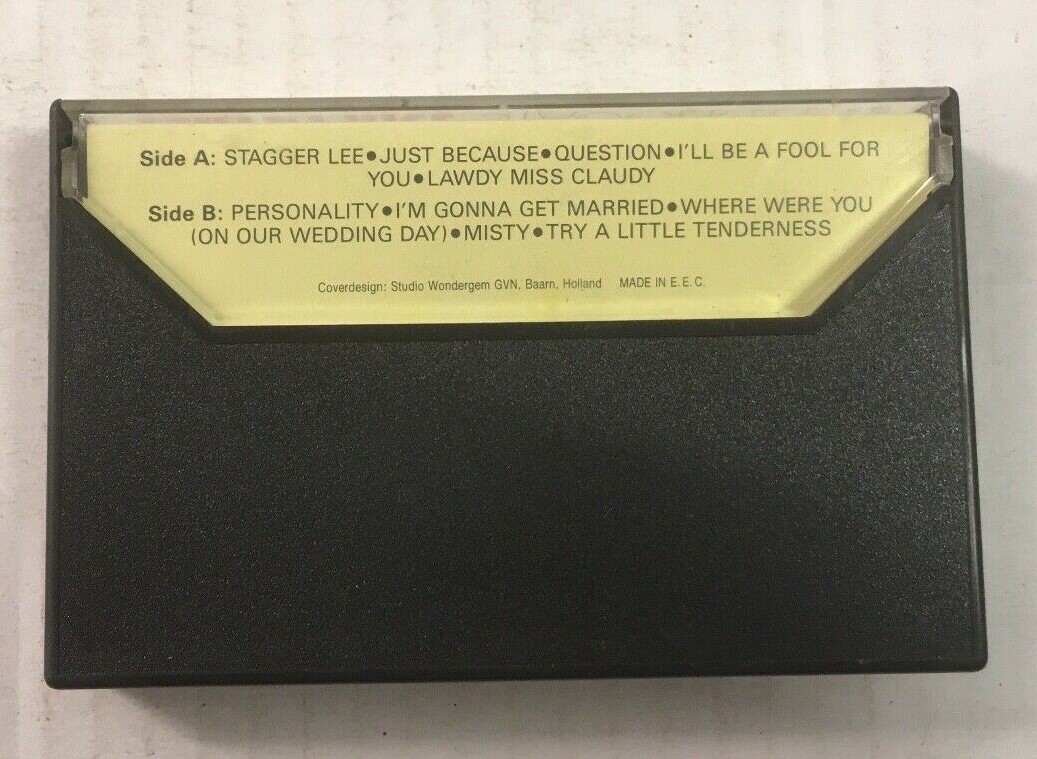 Side A: STAGGER LEE●JUST BECAUSE●QUESTION●I'LL BE A FOOL FOR
YOU●LAWDY MISS CLAUDY
Side B: PERSONALITY●I'M GONNA GET MARRIED●WHERE WERE YOU
(ON OUR WEDDING DAY)●MISTY●TRY A LITTLE TENDERNESS
Coverdesign: Studio Wondergem GVN, Baarn, Holland MADE IN E.E.C.